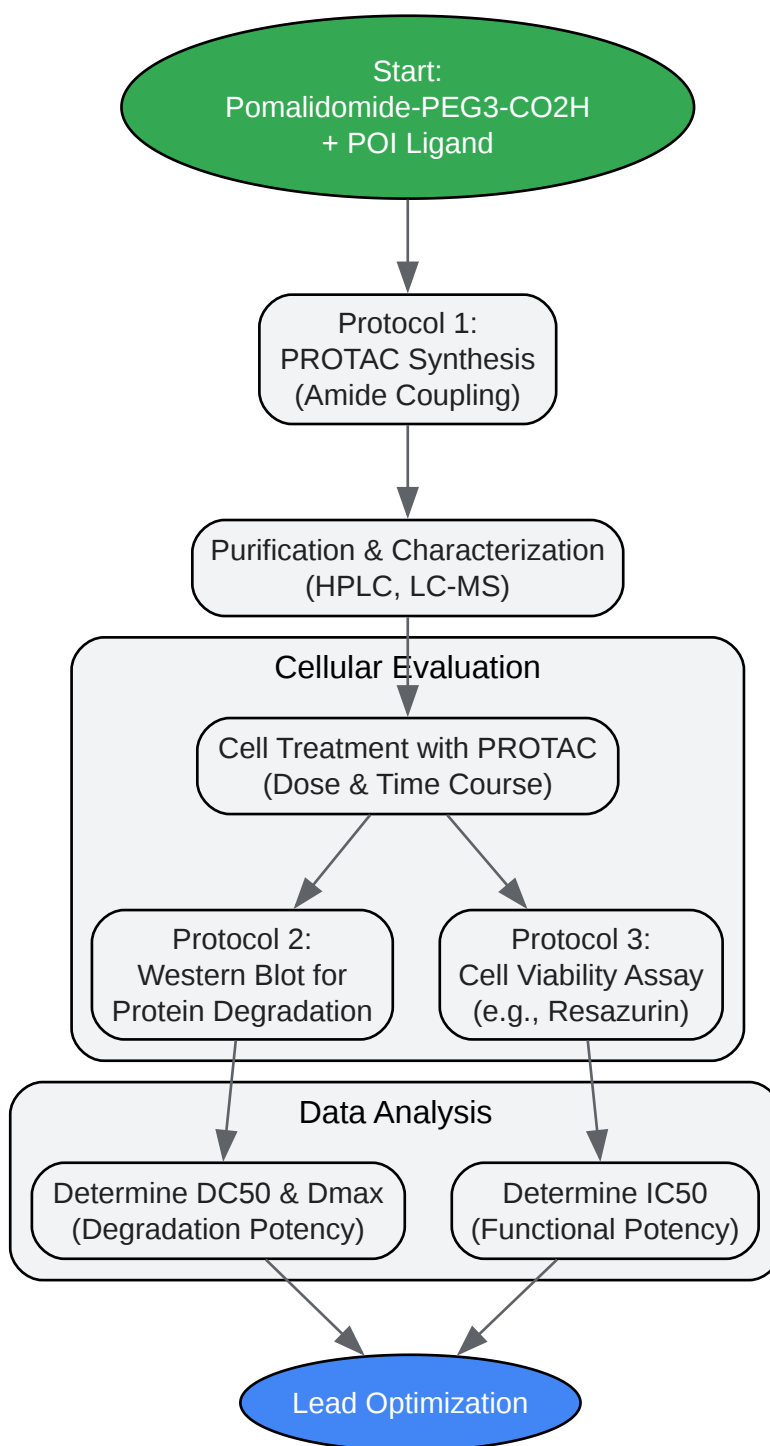 Start:
Pomalidomide-PEG3-CO2H
+ POI Ligand
Protocol 1:
PROTAC Synthesis
(Amide Coupling)
Purification & Characterization
(HPLC, LC-MS)
Cellular Evaluation
Cell Treatment with PROTAC
(Dose & Time Course)
Protocol 2:
Western Blot for
Protein Degradation
Protocol 3:
Cell Viability Assay
(e.g., Resazurin)
Data Analysis
Determine DC50 & Dmax
(Degradation Potency)
Determine IC50
(Functional Potency)
Lead Optimization